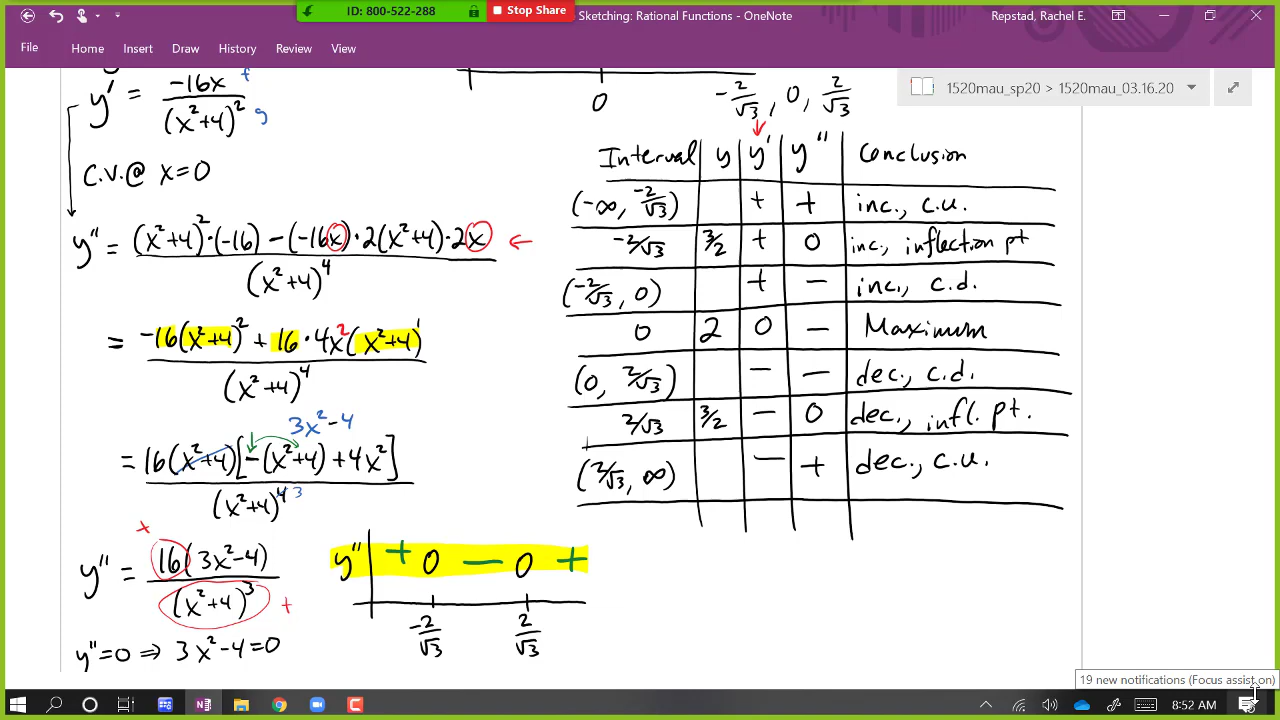 ID: 800-522-288 Stop Share
Sketching: Rational Functions - OneNote
Repstad, Rachel E.
File Home Insert Draw History Review View
1520mau_sp20 > 1520mau_03.16.20
y' = -16x / (x²+4)²
f
g
C.V.@ x=0
y'' = (x²+4)²·(-16) - (-16x)·2(x²+4)·2x / (x²+4)⁴ ←
= -16(x²+4)² + 16·4x²(x²+4)¹ / (x²+4)⁴
3x²-4
= 16(x²+4)[-(x²+4)+4x²] / (x²+4)⁴ 3
y'' = 16(3x²-4) / (x²+4)³
+
+
y''=0 ⇒ 3x²-4=0
y'' + 0 — 0 +
-2/√3 2/√3
0
-2/√3, 0, 2/√3
Interval y y' y'' Conclusion
(-∞, -2/√3) + + inc., c.u.
-2/√3 3/2 + 0 inc, inflection pt
(-2/√3, 0) + - inc., c.d.
0 2 0 - Maximum
(0, 2/√3) - - dec., c.d.
2/√3 3/2 - 0 dec., infl. pt.
(2/√3, ∞) - + dec., c.u.
19 new notifications (Focus assist on)
8:52 AM